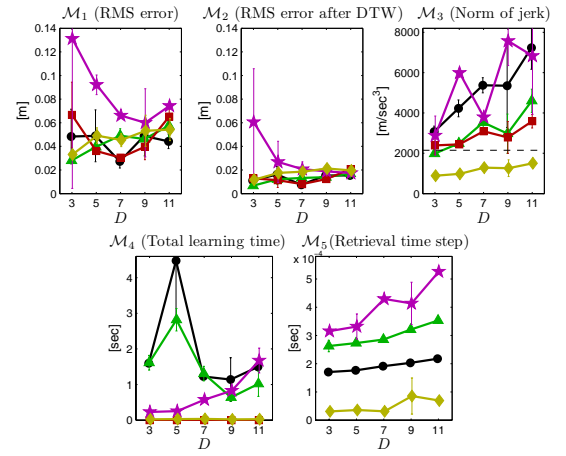 ℳ₁ (RMS error)
ℳ₂ (RMS error after DTW)
ℳ₃ (Norm of jerk)
0.14
0.12
0.1
0.08
0.06
0.04
0.02
0
[m]
3 5 7 9 11
D
0.14
0.12
0.1
0.08
0.06
0.04
0.02
0
[m]
3 5 7 9 11
D
8000
6000
4000
2000
0
[m/sec³]
3 5 7 9 11
D
ℳ₄ (Total learning time)
ℳ₅(Retrieval time step)
4
3
2
1
0
[sec]
3 5 7 9 11
D
x 10⁻⁴
6
5
4
3
2
1
0
[sec]
3 5 7 9 11
D